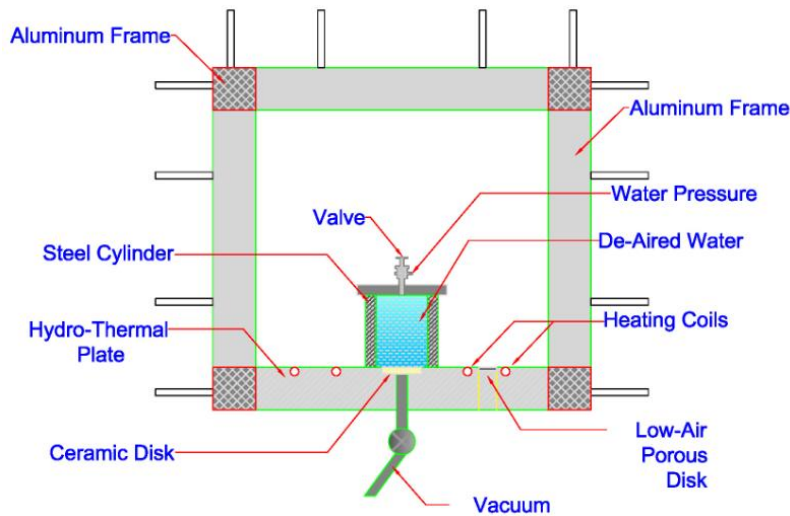 Aluminum Frame
Aluminum Frame
Water Pressure
Valve
De-Aired Water
Steel Cylinder
Hydro-Thermal
Plate
Heating Coils
Ceramic Disk
Low-Air
Porous
Disk
Vacuum